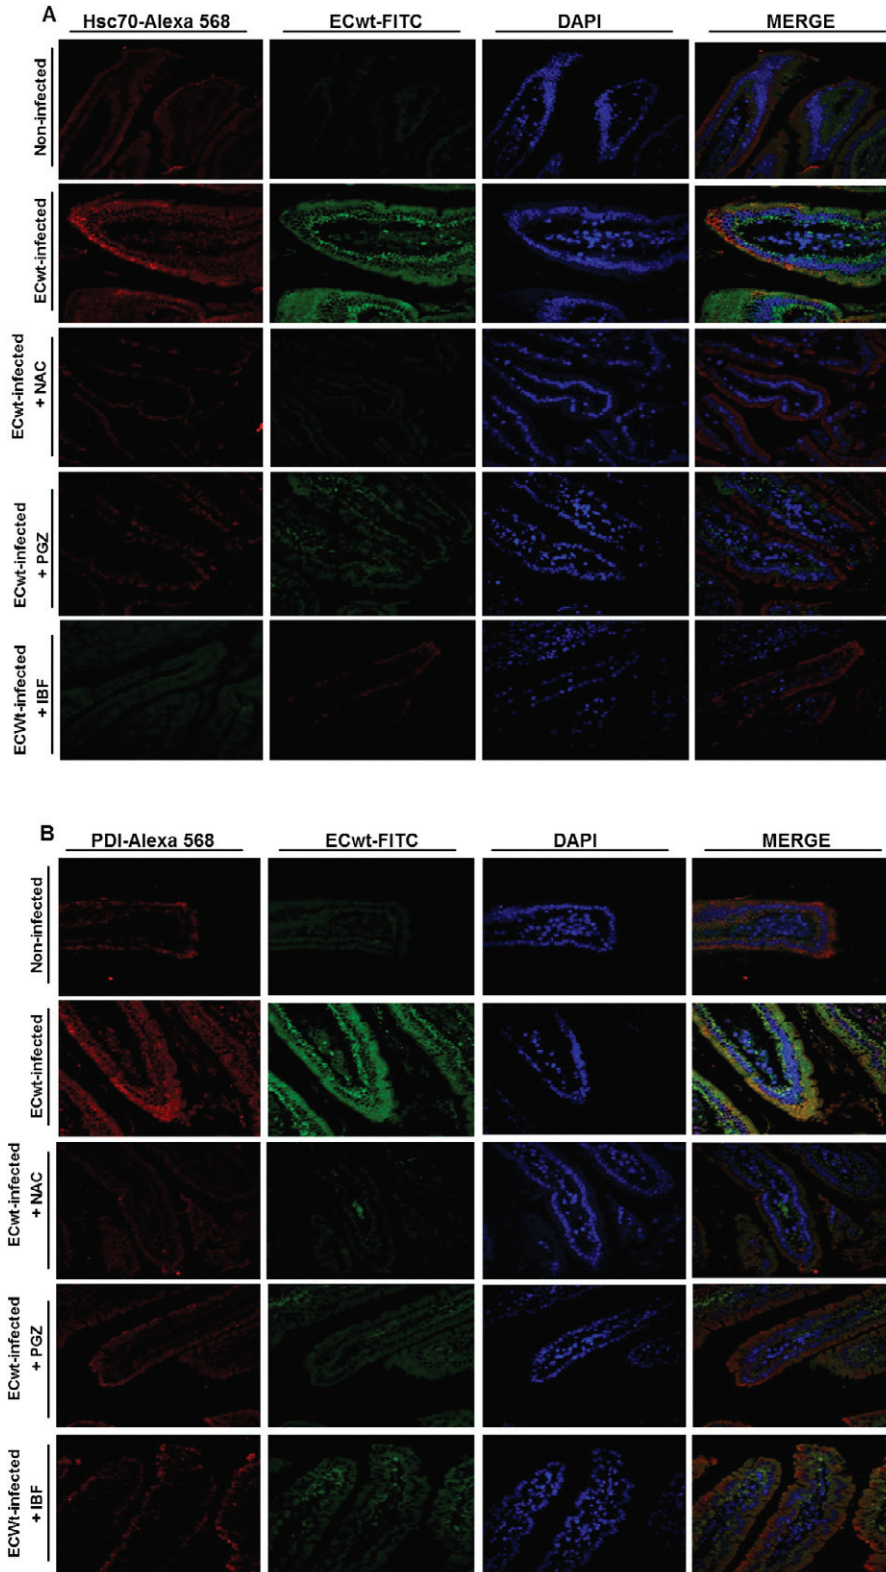 A
Hsc70-Alexa 568 ECwt-FITC DAPI MERGE
Non-infected
ECwt-infected
ECwt-infected
+ NAC
ECwt-infected
+ PGZ
ECWt-infected
+ IBF
B
PDI-Alexa 568 ECwt-FITC DAPI MERGE
Non-infected
ECwt-infected
ECwt-infected
+ NAC
ECwt-infected
+ PGZ
ECWt-infected
+ IBF